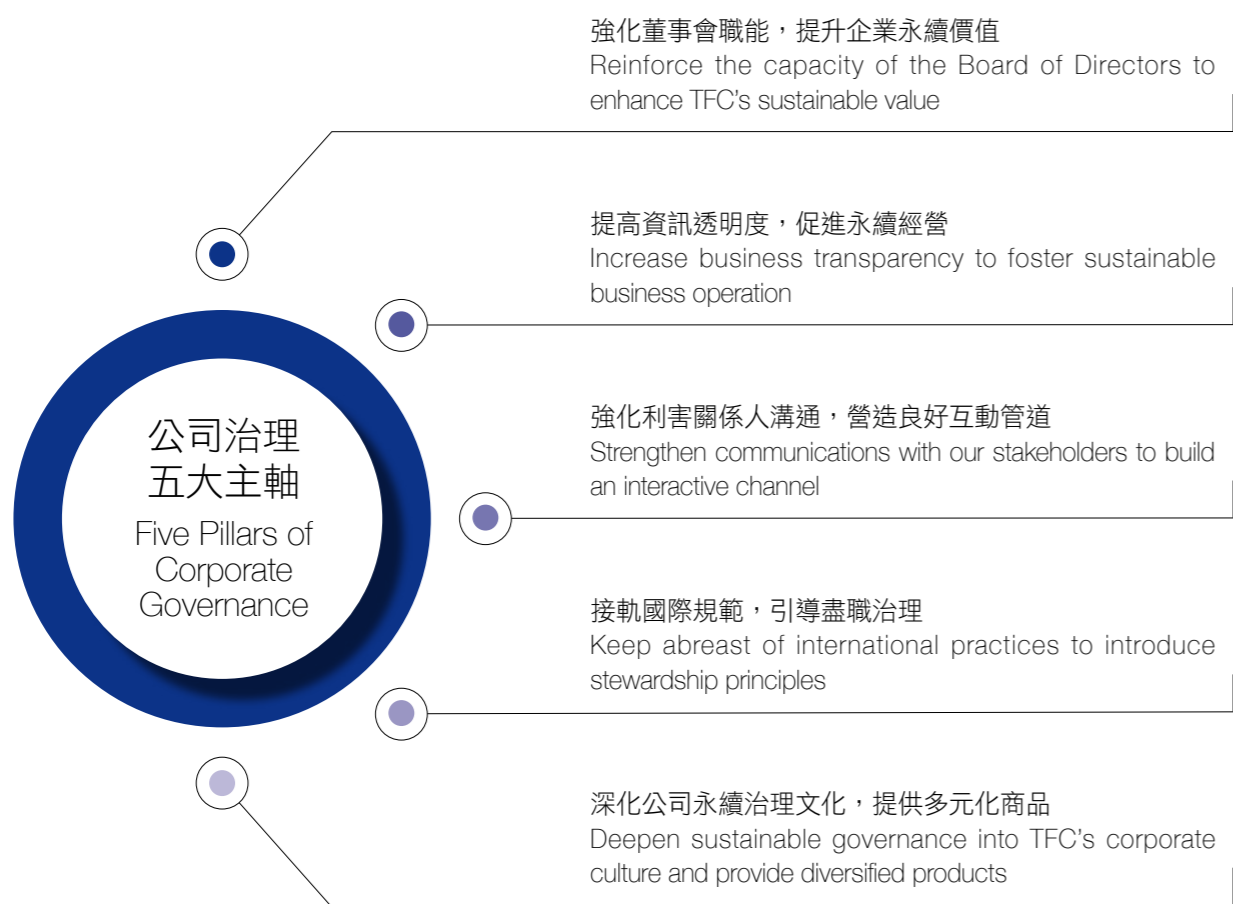 強化董事會職能，提升企業永續價值
Reinforce the capacity of the Board of Directors to
enhance TFC’s sustainable value
提高資訊透明度，促進永續經營
Increase business transparency to foster sustainable
business operation
強化利害關係人溝通，營造良好互動管道
Strengthen communications with our stakeholders to build
an interactive channel
公司治理
五大主軸
Five Pillars of
Corporate
Governance
接軌國際規範，引導盡職治理
Keep abreast of international practices to introduce
stewardship principles
深化公司永續治理文化，提供多元化商品
Deepen sustainable governance into TFC’s corporate
culture and provide diversified products